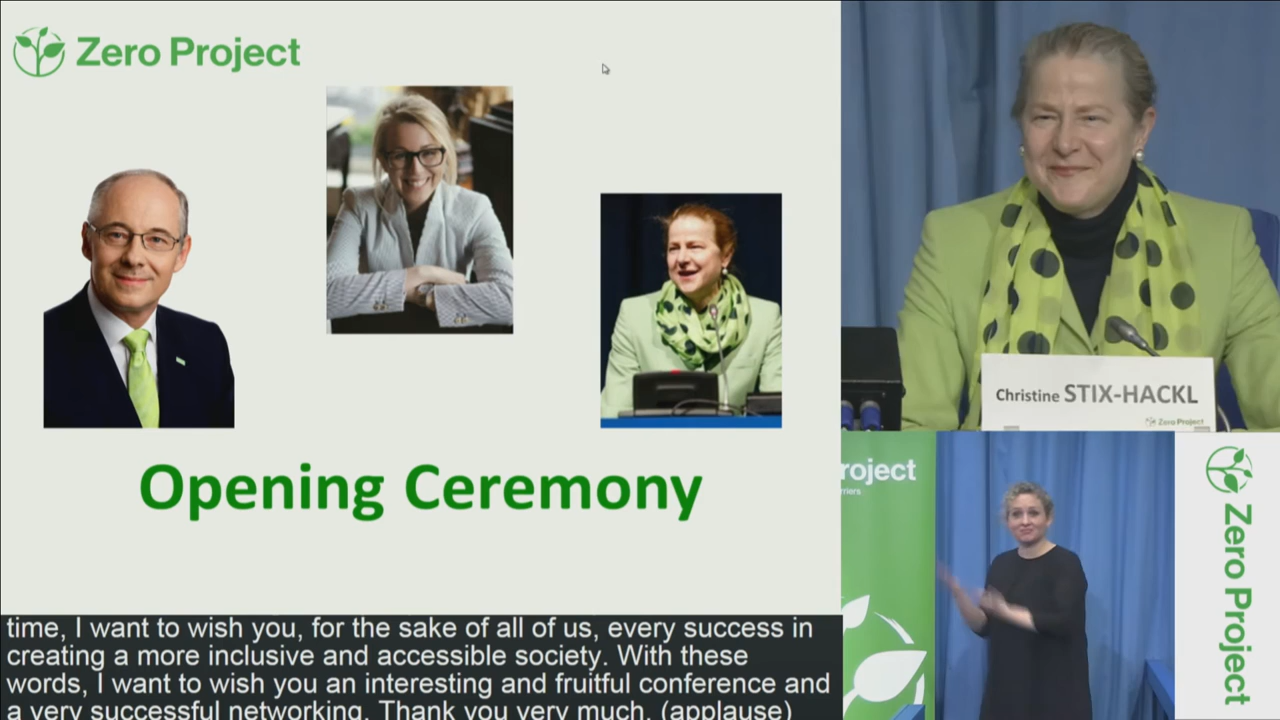 Zero Project
Opening Ceremony
time, I want to wish you, for the sake of all of us, every success in
creating a more inclusive and accessible society. With these
words, I want to wish you an interesting and fruitful conference and
a very successful networking. Thank you very much. (applause)
Christine STIX-HACKL
Zero Project
roject
rriers
Zero Project